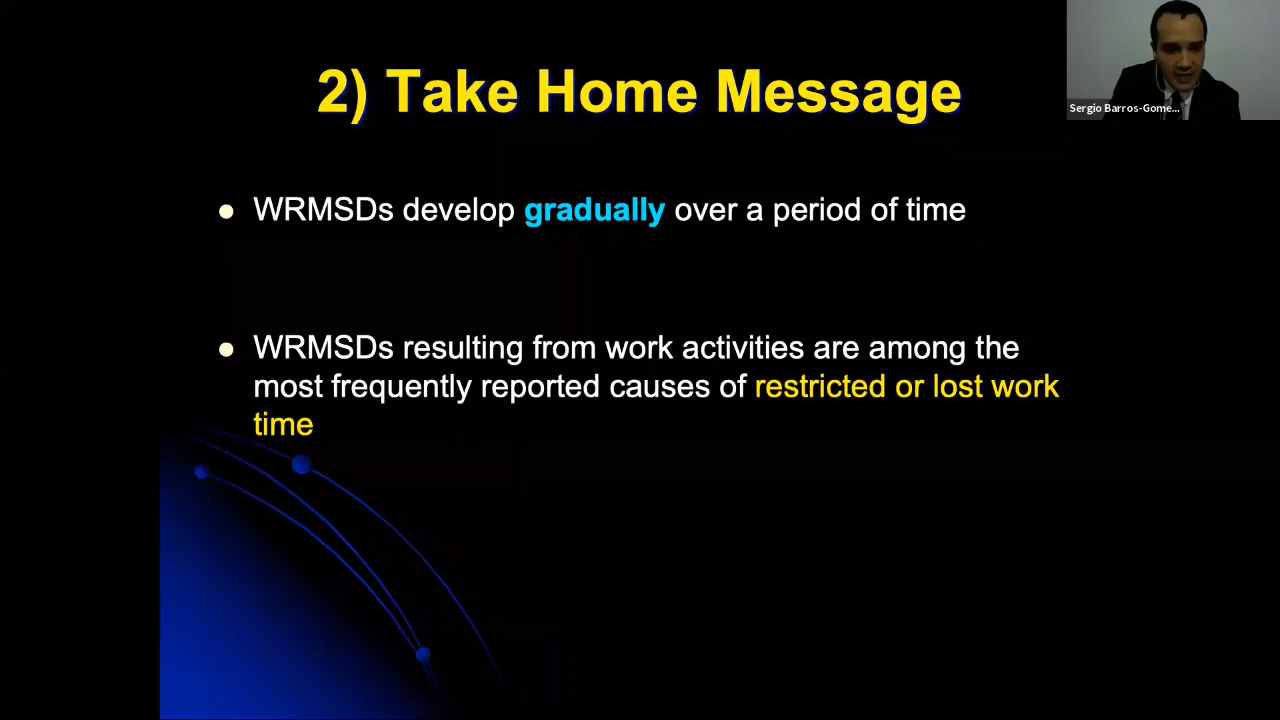 2) Take Home Message
Sergio Barros-Gome...
● WRMSDs develop gradually over a period of time
● WRMSDs resulting from work activities are among the
most frequently reported causes of restricted or lost work
time